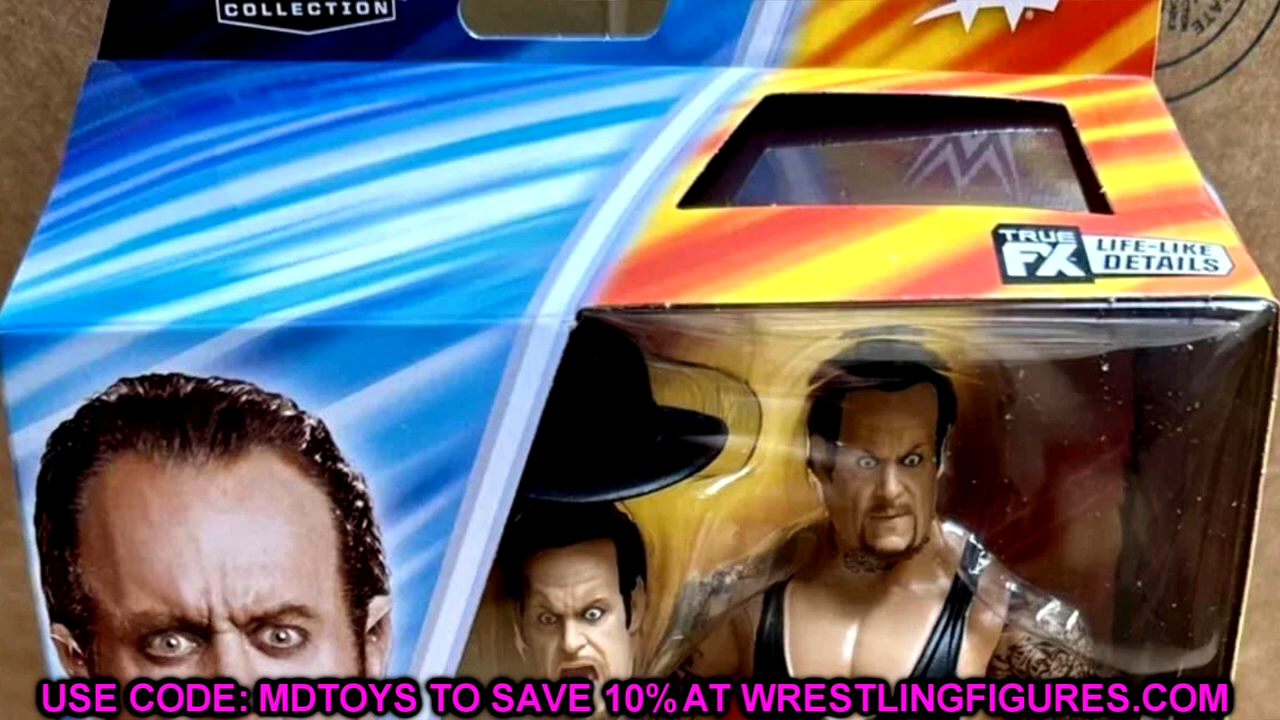 COLLECTION
TRUE
FX
LIFE-LIKE
DETAILS
USE CODE: MDTOYS TO SAVE 10% AT WRESTLINGFIGURES.COM